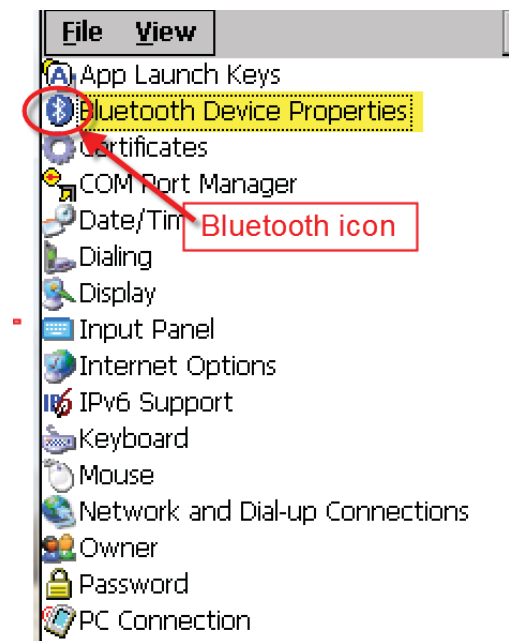 File View
App Launch Keys
Bluetooth Device Properties
Certificates
COM Port Manager
Date/Tim
Bluetooth icon
Dialing
Display
Input Panel
Internet Options
IPv6 Support
Keyboard
Mouse
Network and Dial-up Connections
Owner
Password
PC Connection